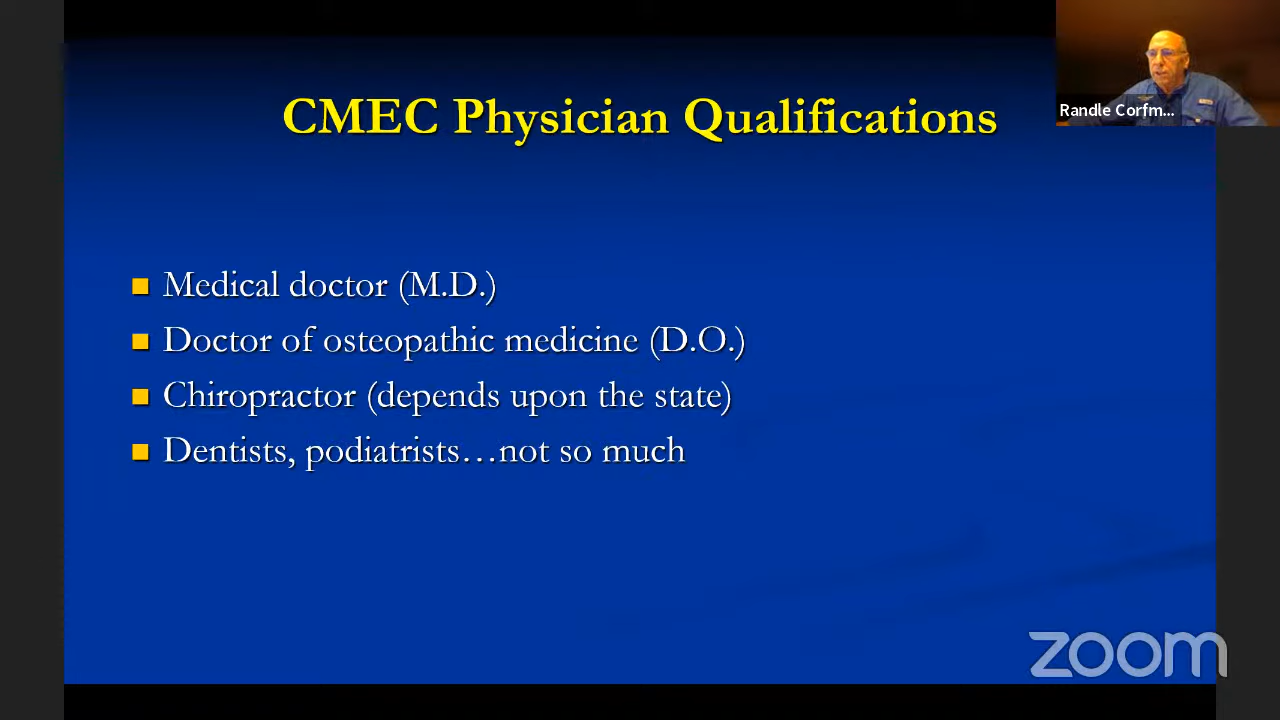 CMEC Physician Qualifications
Randle Corfm...
Medical doctor (M.D.)
Doctor of osteopathic medicine (D.O.)
Chiropractor (depends upon the state)
Dentists, podiatrists…not so much
zoom